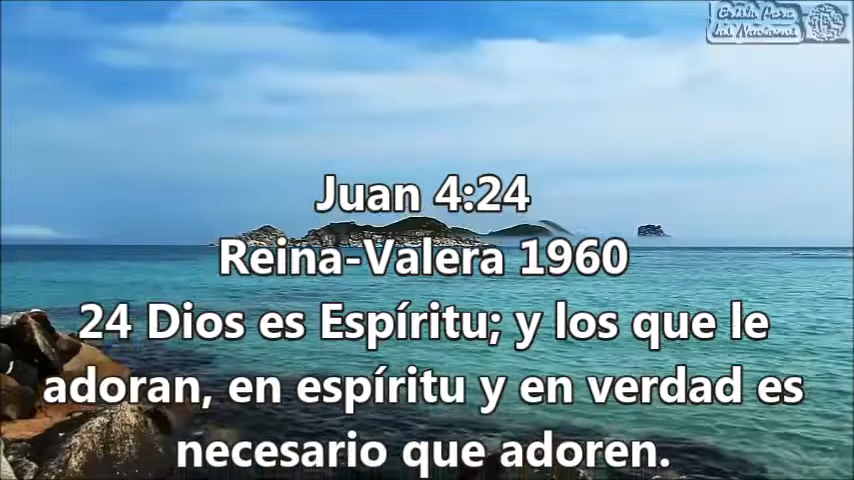 Juan 4:24
Reina-Valera 1960
24 Dios es Espíritu; y los que le
adoran, en espíritu y en verdad es
necesario que adoren.